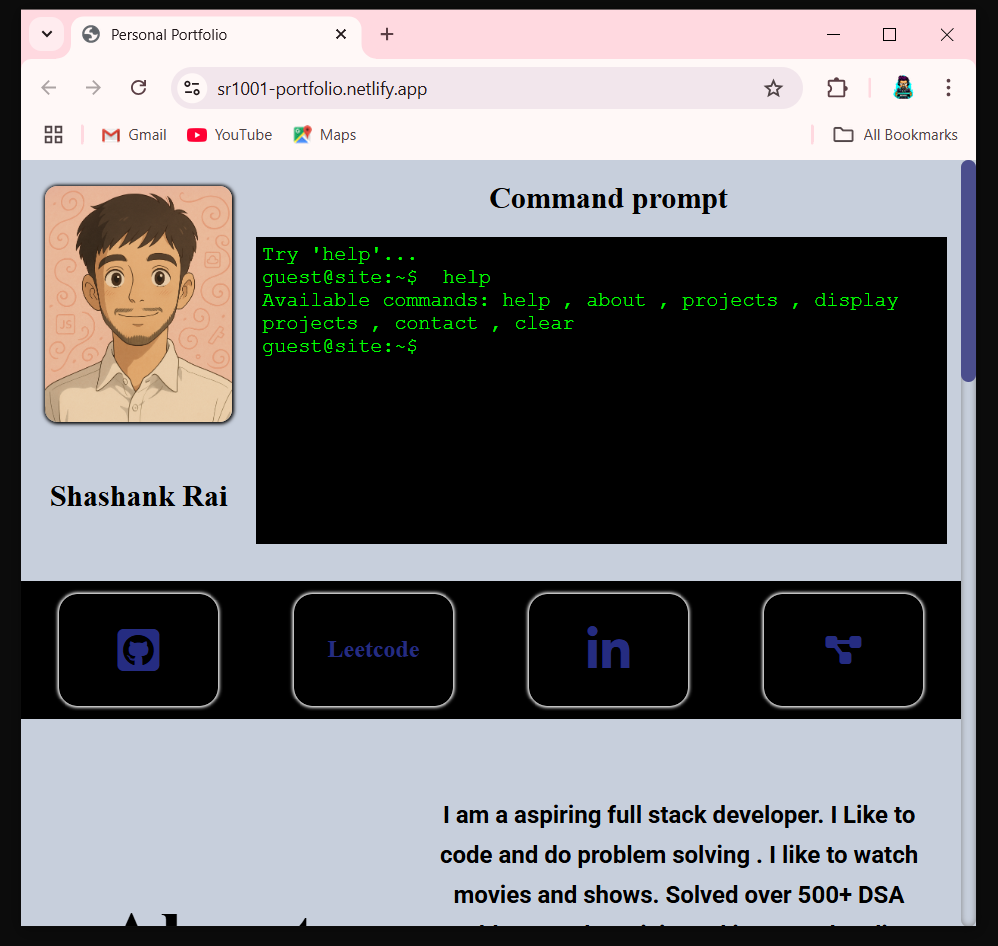 Personal Portfolio
sr1001-portfolio.netlify.app
Gmail
YouTube
Maps
All Bookmarks
JS
Shashank Rai
Command prompt
Try 'help'...
guest@site:~$ help
Available commands: help , about , projects , display
projects , contact , clear
guest@site:~$
Leetcode
in
I am a aspiring full stack developer. I Like to
code and do problem solving . I like to watch
movies and shows. Solved over 500+ DSA